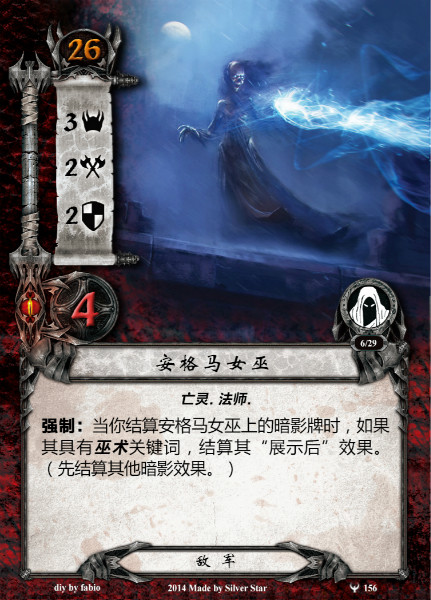 26
3
2
2
4
6/29
安格马女巫
亡灵. 法师.
强制：当你结算安格马女巫上的暗影牌时，如果
其具有巫术关键词，结算其“展示后”效果。
（先结算其他暗影效果。）
敌军
diy by fabio 2014 Made by Silver Star 156